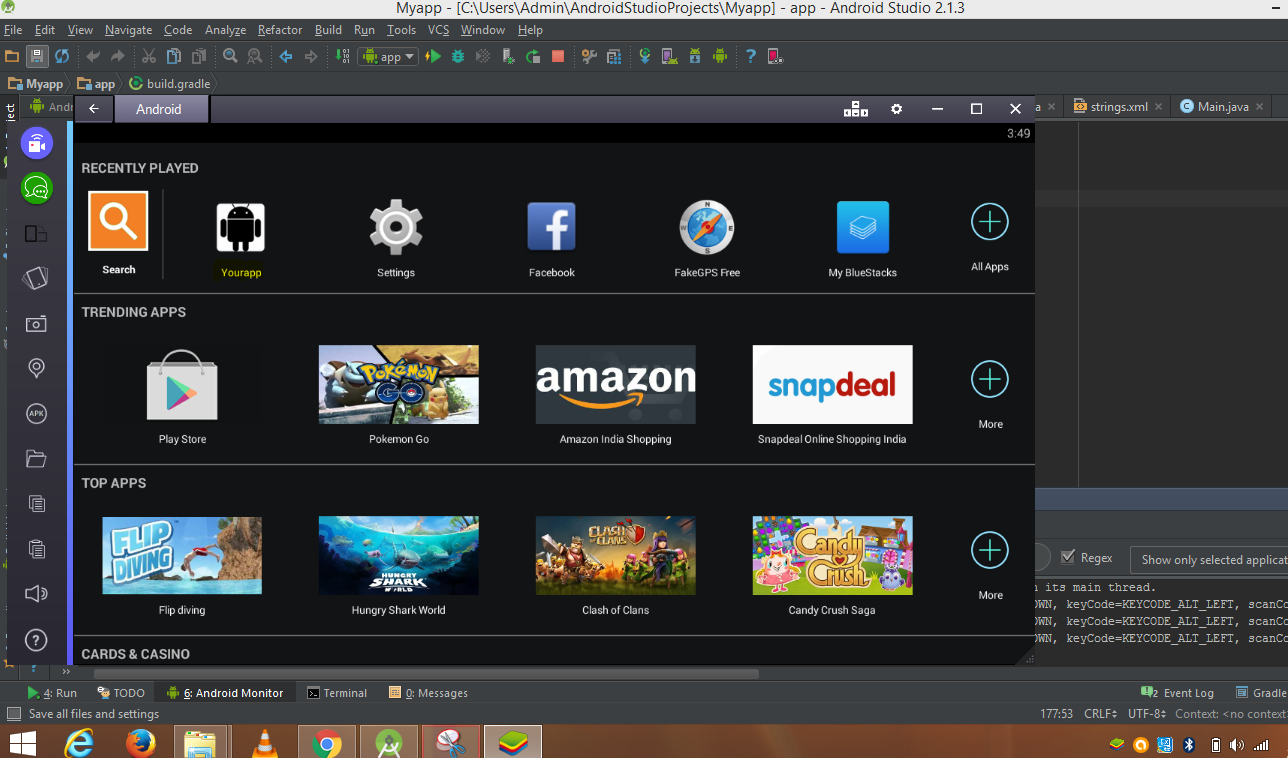 Myapp - [C:\Users\Admin\AndroidStudioProjects\Myapp] - app - Android Studio 2.1.3
File Edit View Navigate Code Analyze Refactor Build Run Tools VCS Window Help
app
Myapp app build.gradle
Andr strings.xml Main.java
Android
3:49
RECENTLY PLAYED
N
W E
S
Search Yourapp Settings Facebook FakeGPS Free My BlueStacks All Apps
TRENDING APPS
Pokémon GO
amazon
snapdeal
Play Store Pokemon Go Amazon India Shopping Snapdeal Online Shopping India More
APK
TOP APPS
FLIP DIVING
HUNGRY SHARK WORLD
CLASH OF CLANS
Candy Crush
Flip diving Hungry Shark World Clash of Clans Candy Crush Saga More
CARDS & CASINO
Regex Show only selected applicat
its main thread.
OWN, keyCode=KEYCODE_ALT_LEFT, scanCo
OWN, keyCode=KEYCODE_ALT_LEFT, scanCo
OWN, keyCode=KEYCODE_ALT_LEFT, scanCo
4: Run TODO 6: Android Monitor Terminal 0: Messages 2 Event Log Gradle
Save all files and settings 177:53 CRLF UTF-8 Context: <no context